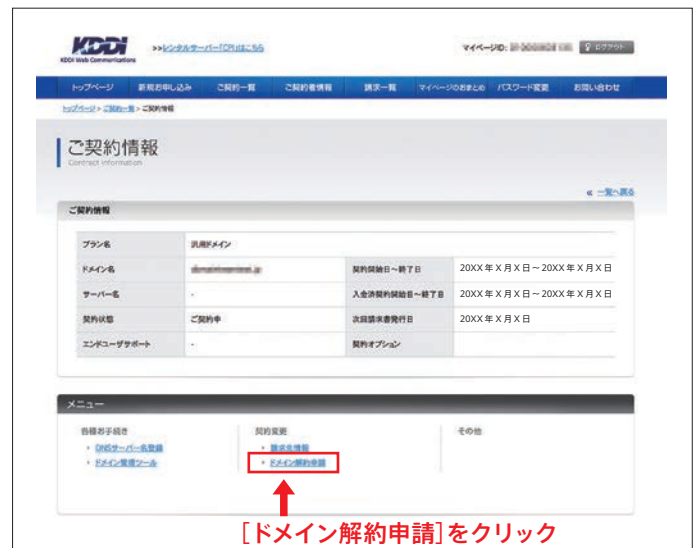 KDDI
KDDI Web Communications
>>レンタルサーバー「CPI」はこちら
マイページID:
ログアウト
トップページ 新規お申し込み ご契約一覧 ご契約者情報 請求一覧 マイページのおまとめ パスワード変更 お問い合わせ
トップページ > ご契約一覧 > ご契約情報
ご契約情報
Contract Information
« 一覧へ戻る
ご契約情報
プラン名 汎用ドメイン
ドメイン名 契約開始日～終了日 20XX年X月X日～20XX年X月X日
サーバー名 - 入金済契約開始日～終了日 20XX年X月X日～20XX年X月X日
契約状態 ご契約中 次回請求書発行日 20XX年X月X日
エンドユーザサポート - 契約オプション
メニュー
各種お手続き 契約変更 その他
・ DNSサーバー名登録 ・ 請求先情報
・ ドメイン管理ツール ・ ドメイン解約申請
［ドメイン解約申請］をクリック